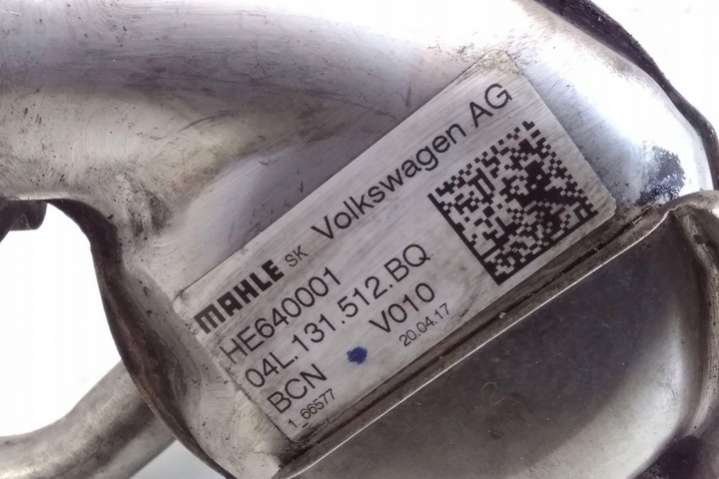 MAHLE SK Volkswagen AG
HE640001
04L.131.512.BQ
BCN V010
1_66577 20.04.17